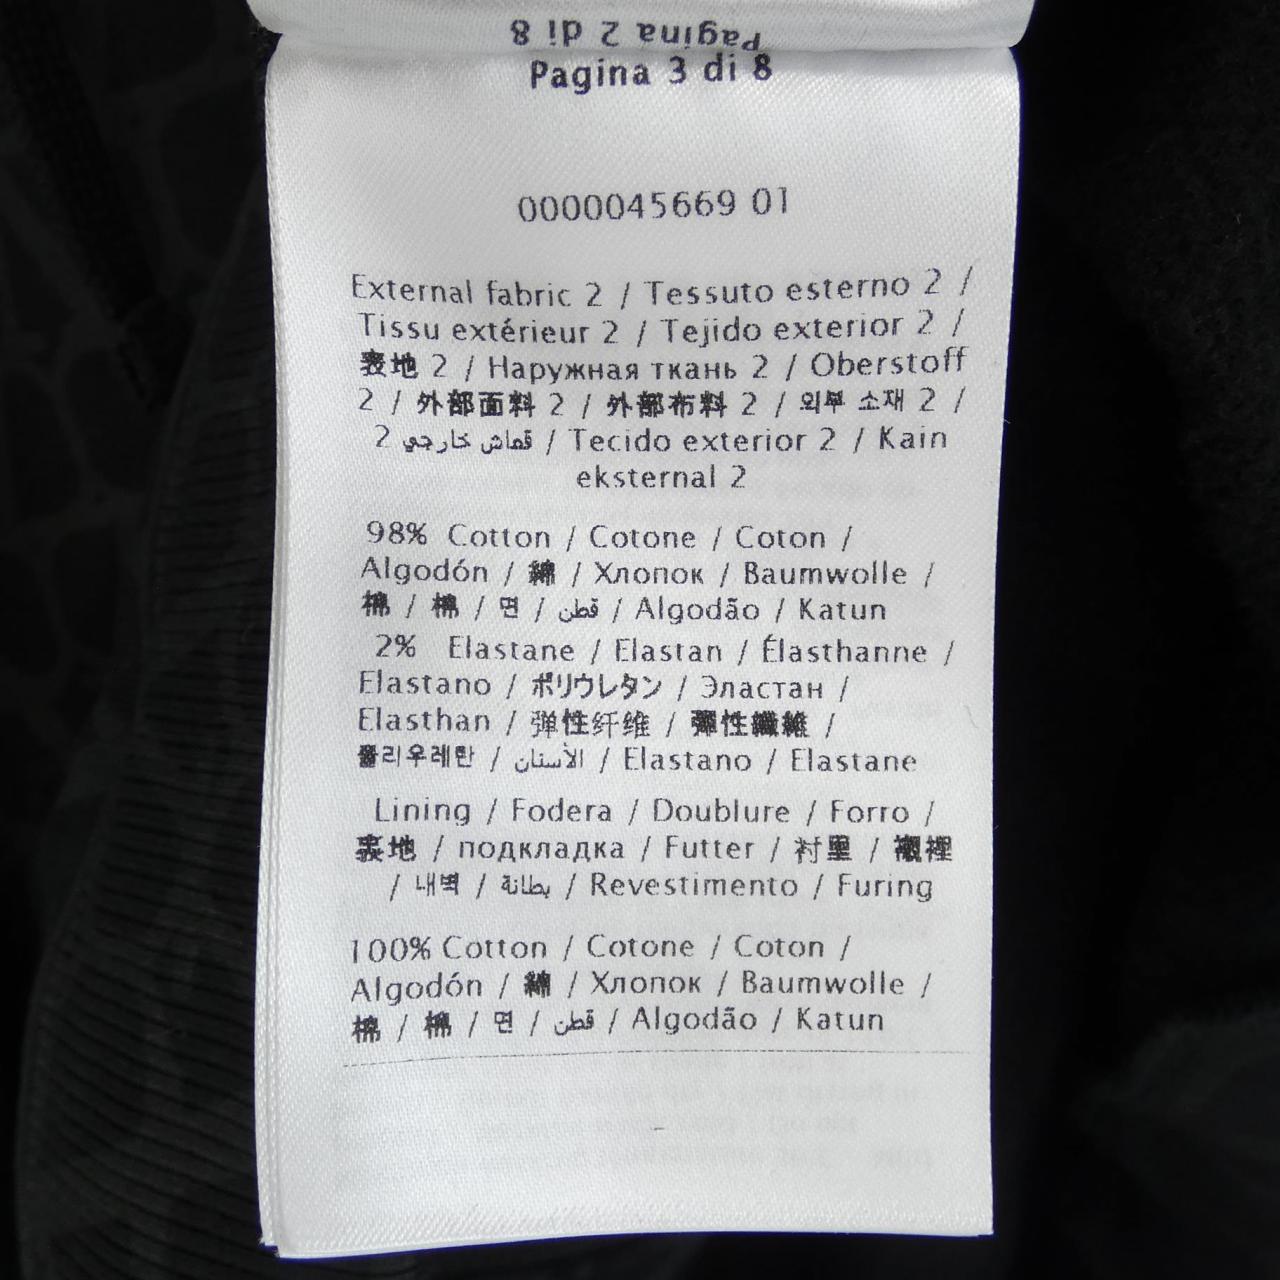 Pagina 2 di 8
Pagina 3 di 8
0000045669 01
External fabric 2 / Tessuto esterno 2 /
Tissu extérieur 2 / Tejido exterior 2 /
表地 2 / Наружная ткань 2 / Oberstoff
2 / 外部面料 2 / 外部布料 2 / 외부 소재 2 /
قماش خارجي 2 / Tecido exterior 2 / Kain
eksternal 2
98% Cotton / Cotone / Coton /
Algodón / 綿 / Хлопок / Baumwolle /
棉 / 棉 / 면 / قطن / Algodão / Katun
2% Elastane / Elastan / Élasthanne /
Elastano / ポリウレタン / Эластан /
Elasthan / 弹性纤维 / 彈性纖維 /
폴리우레탄 / الأستان / Elastano / Elastane
Lining / Fodera / Doublure / Forro /
裏地 / подкладка / Futter / 衬里 / 襯裡
/ 내벽 / بطانة / Revestimento / Furing
100% Cotton / Cotone / Coton /
Algodón / 綿 / Хлопок / Baumwolle /
棉 / 棉 / 면 / قطن / Algodão / Katun